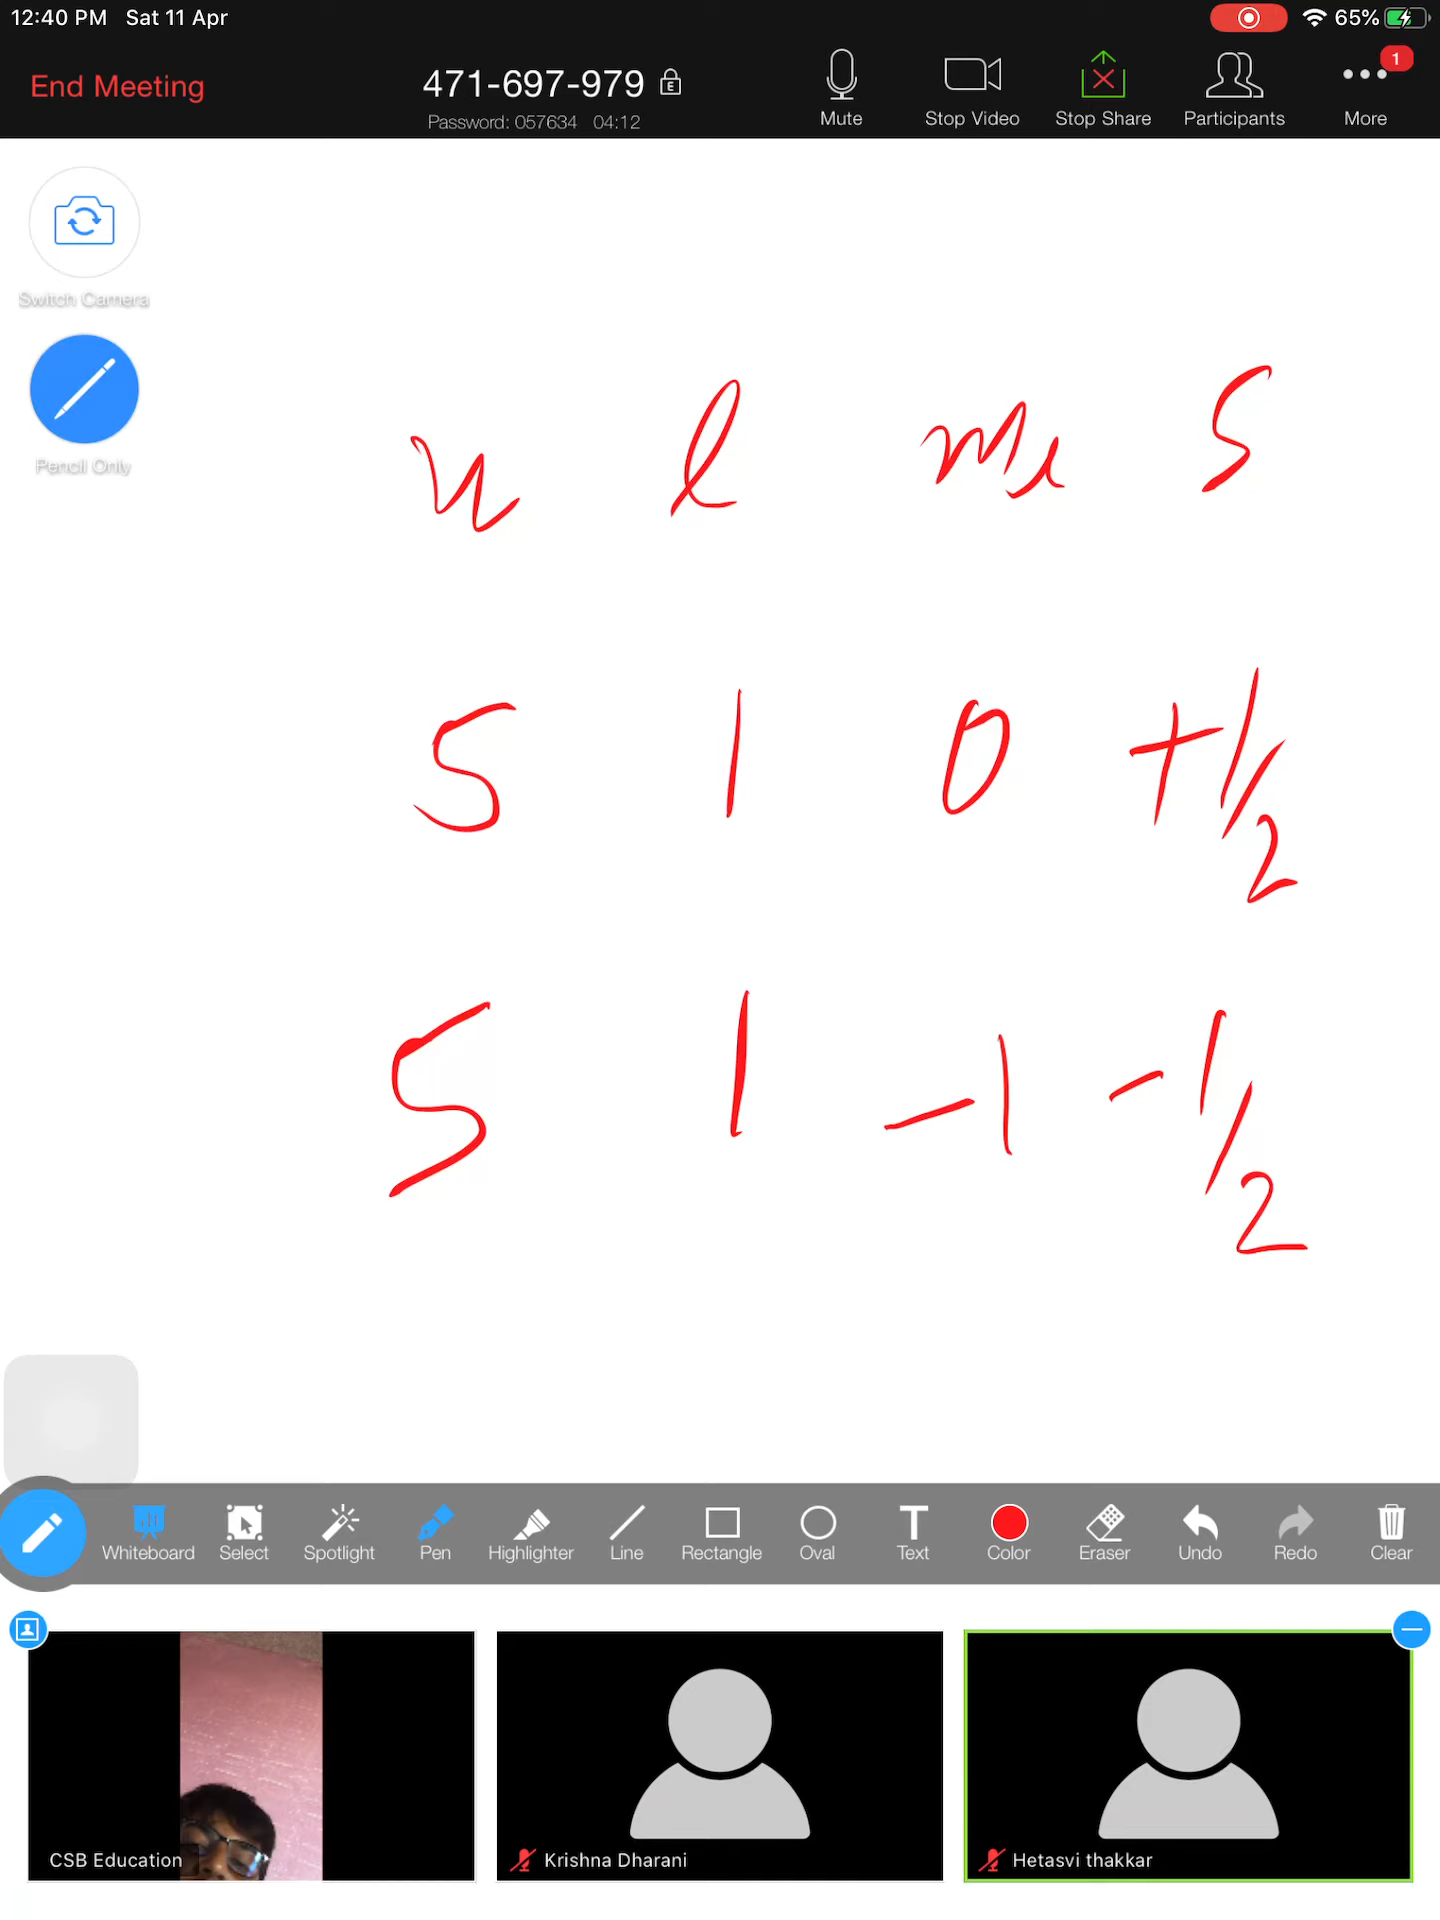 12:40 PM Sat 11 Apr 65%
End Meeting
471-697-979
Password: 057634 04:12
Mute
Stop Video
Stop Share
Participants
1
More
Switch Camera
Pencil Only
n l ml s
5 1 0 +1/2
5 1 -1 -1/2
Whiteboard Select Spotlight Pen Highlighter Line Rectangle Oval Text Color Eraser Undo Redo Clear
CSB Education
Krishna Dharani
Hetasvi thakkar